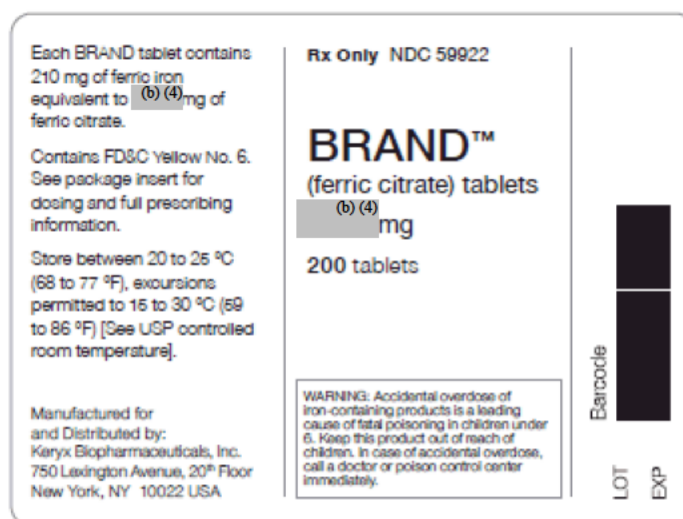 Each BRAND tablet contains
210 mg of ferric iron
equivalent to (b) (4) mg of
ferric citrate.
Contains FD&C Yellow No. 6.
See package insert for
dosing and full prescribing
information.
Store between 20 to 25 ºC
(68 to 77 ºF), excursions
permitted to 15 to 30 ºC (59
to 86 ºF) [See USP controlled
room temperature].
Manufactured for
and Distributed by:
Keryx Biopharmaceuticals, Inc.
750 Lexington Avenue, 20th Floor
New York, NY 10022 USA
Rx Only NDC 59922
BRAND™
(ferric citrate) tablets
(b) (4) mg
200 tablets
WARNING: Accidental overdose of
iron-containing products is a leading
cause of fatal poisoning in children under
6. Keep this product out of reach of
children. In case of accidental overdose,
call a doctor or poison control center
immediately.
Barcode
LOT
EXP